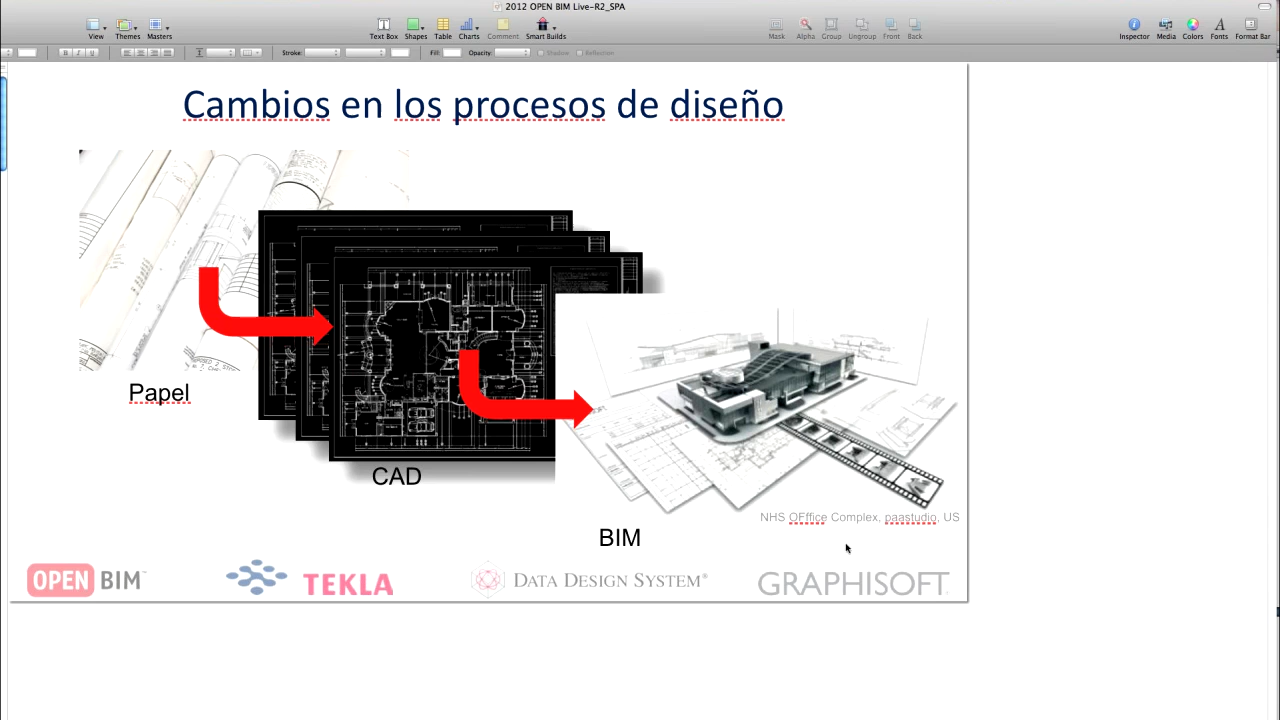 2012 OPEN BIM Live-R2_SPA
View Themes Masters Text Box Shapes Table Charts Comment Smart Builds Mask Alpha Group Ungroup Front Back Inspector Media Colors Fonts Format Bar
B I U Stroke: Fill: Opacity: Shadow Reflection
Cambios en los procesos de diseño
Papel
CAD
NHS OFffice Complex, paastudio, US
BIM
OPEN BIM™
TEKLA
DATA DESIGN SYSTEM®
GRAPHISOFT.